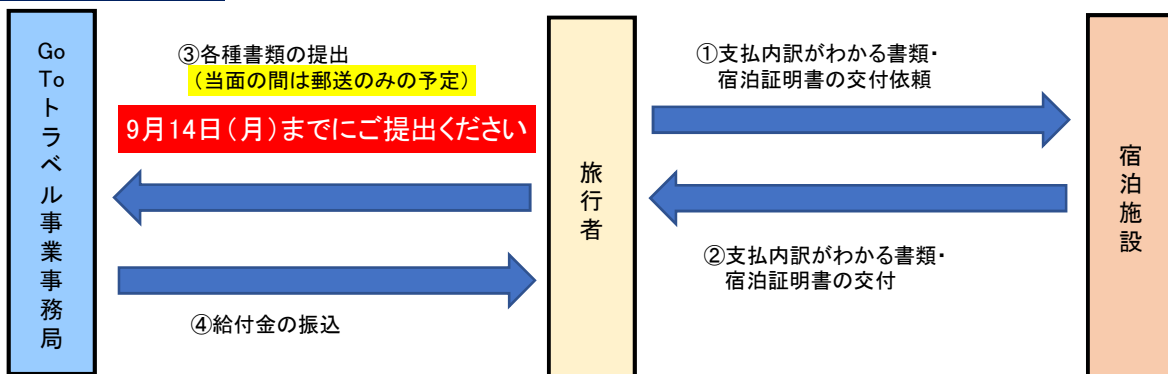 Go Toトラベル事業事務局
③各種書類の提出
（当面の間は郵送のみの予定）
9月14日（月）までにご提出ください
④給付金の振込
旅行者
①支払内訳がわかる書類・
宿泊証明書の交付依頼
②支払内訳がわかる書類・
宿泊証明書の交付
宿泊施設